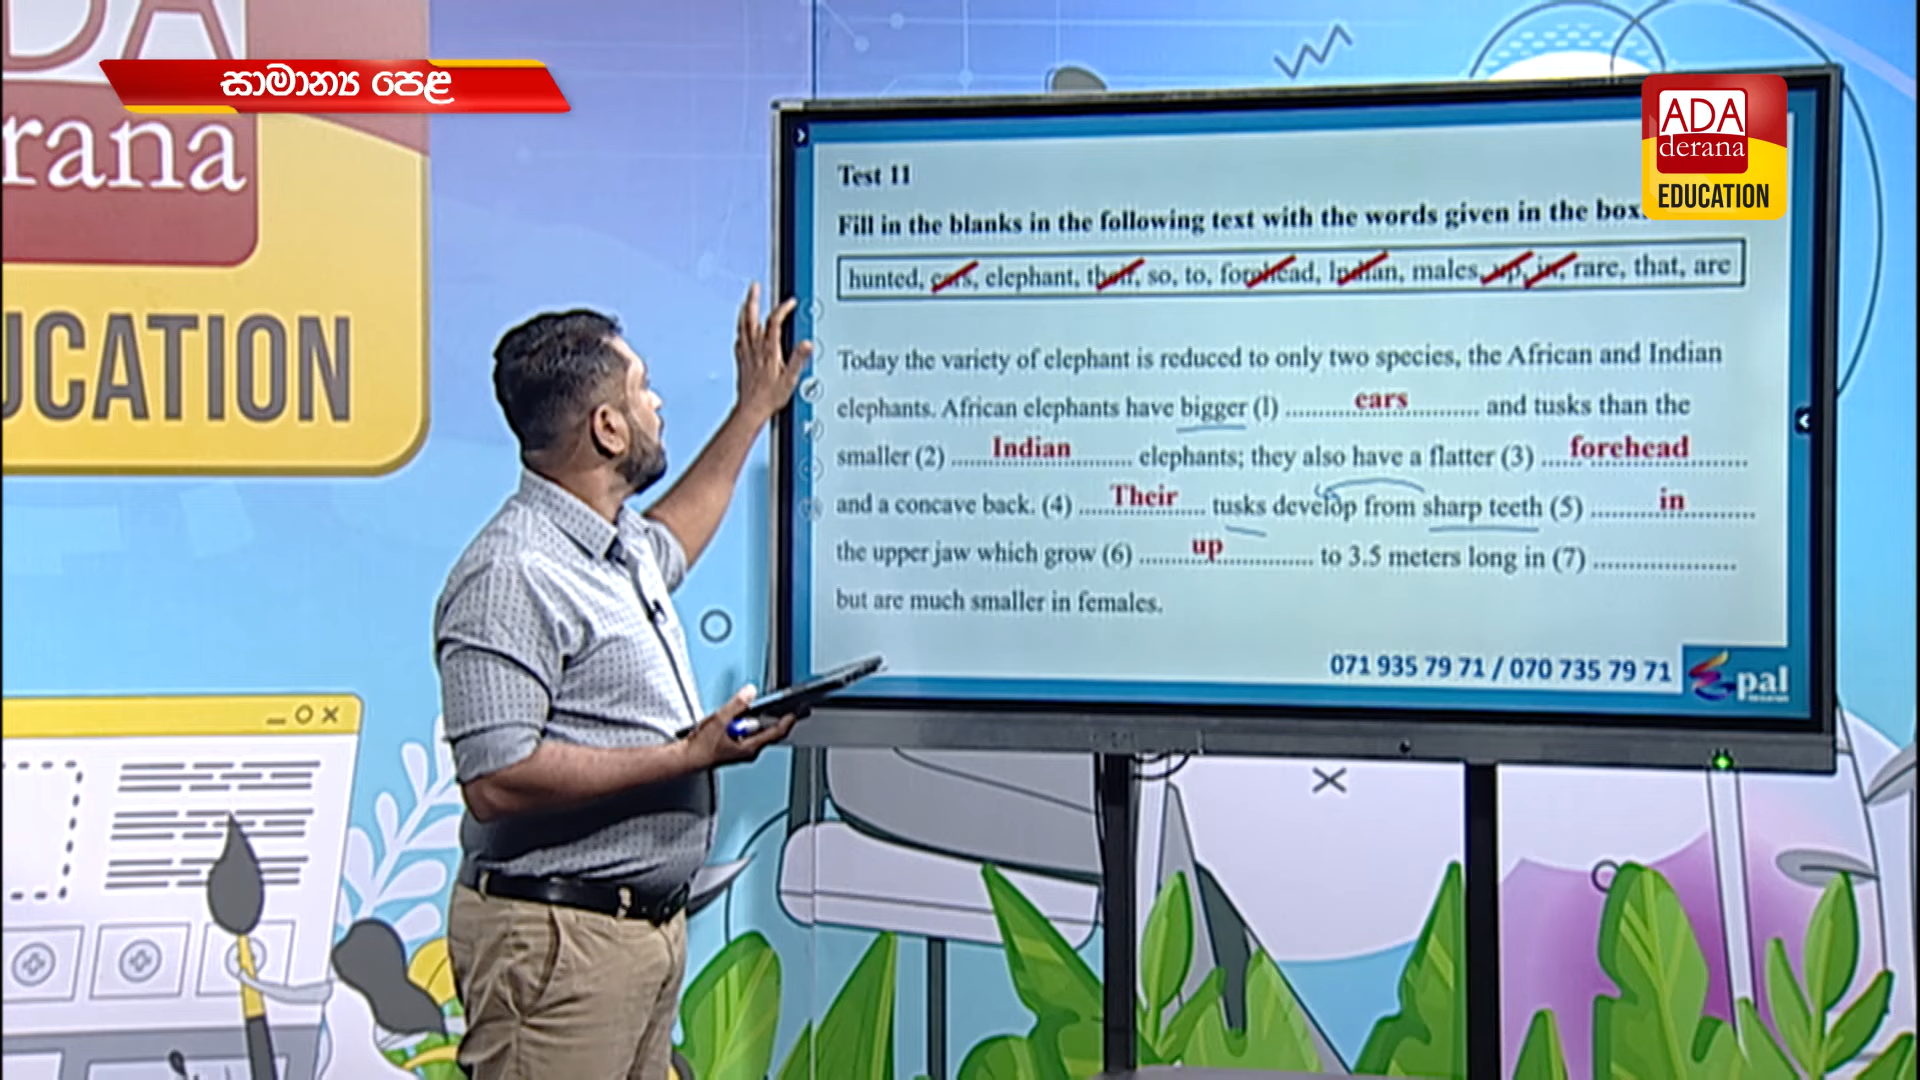 සාමාන්‍ය පෙළ
DA
rana
UCATION
ADA
derana
EDUCATION
Test 11
Fill in the blanks in the following text with the words given in the box.
hunted, ears, elephant, their, so, to, forehead, Indian, males, up, in, rare, that, are
Today the variety of elephant is reduced to only two species, the African and Indian
elephants. African elephants have bigger (1) .......... ears .......... and tusks than the
smaller (2) .......... Indian .......... elephants; they also have a flatter (3) .......... forehead ..........
and a concave back. (4) .......... Their .......... tusks develop from sharp teeth (5) .......... in ..........
the upper jaw which grow (6) .......... up .......... to 3.5 meters long in (7) ..........
but are much smaller in females.
071 935 79 71 / 070 735 79 71
pal